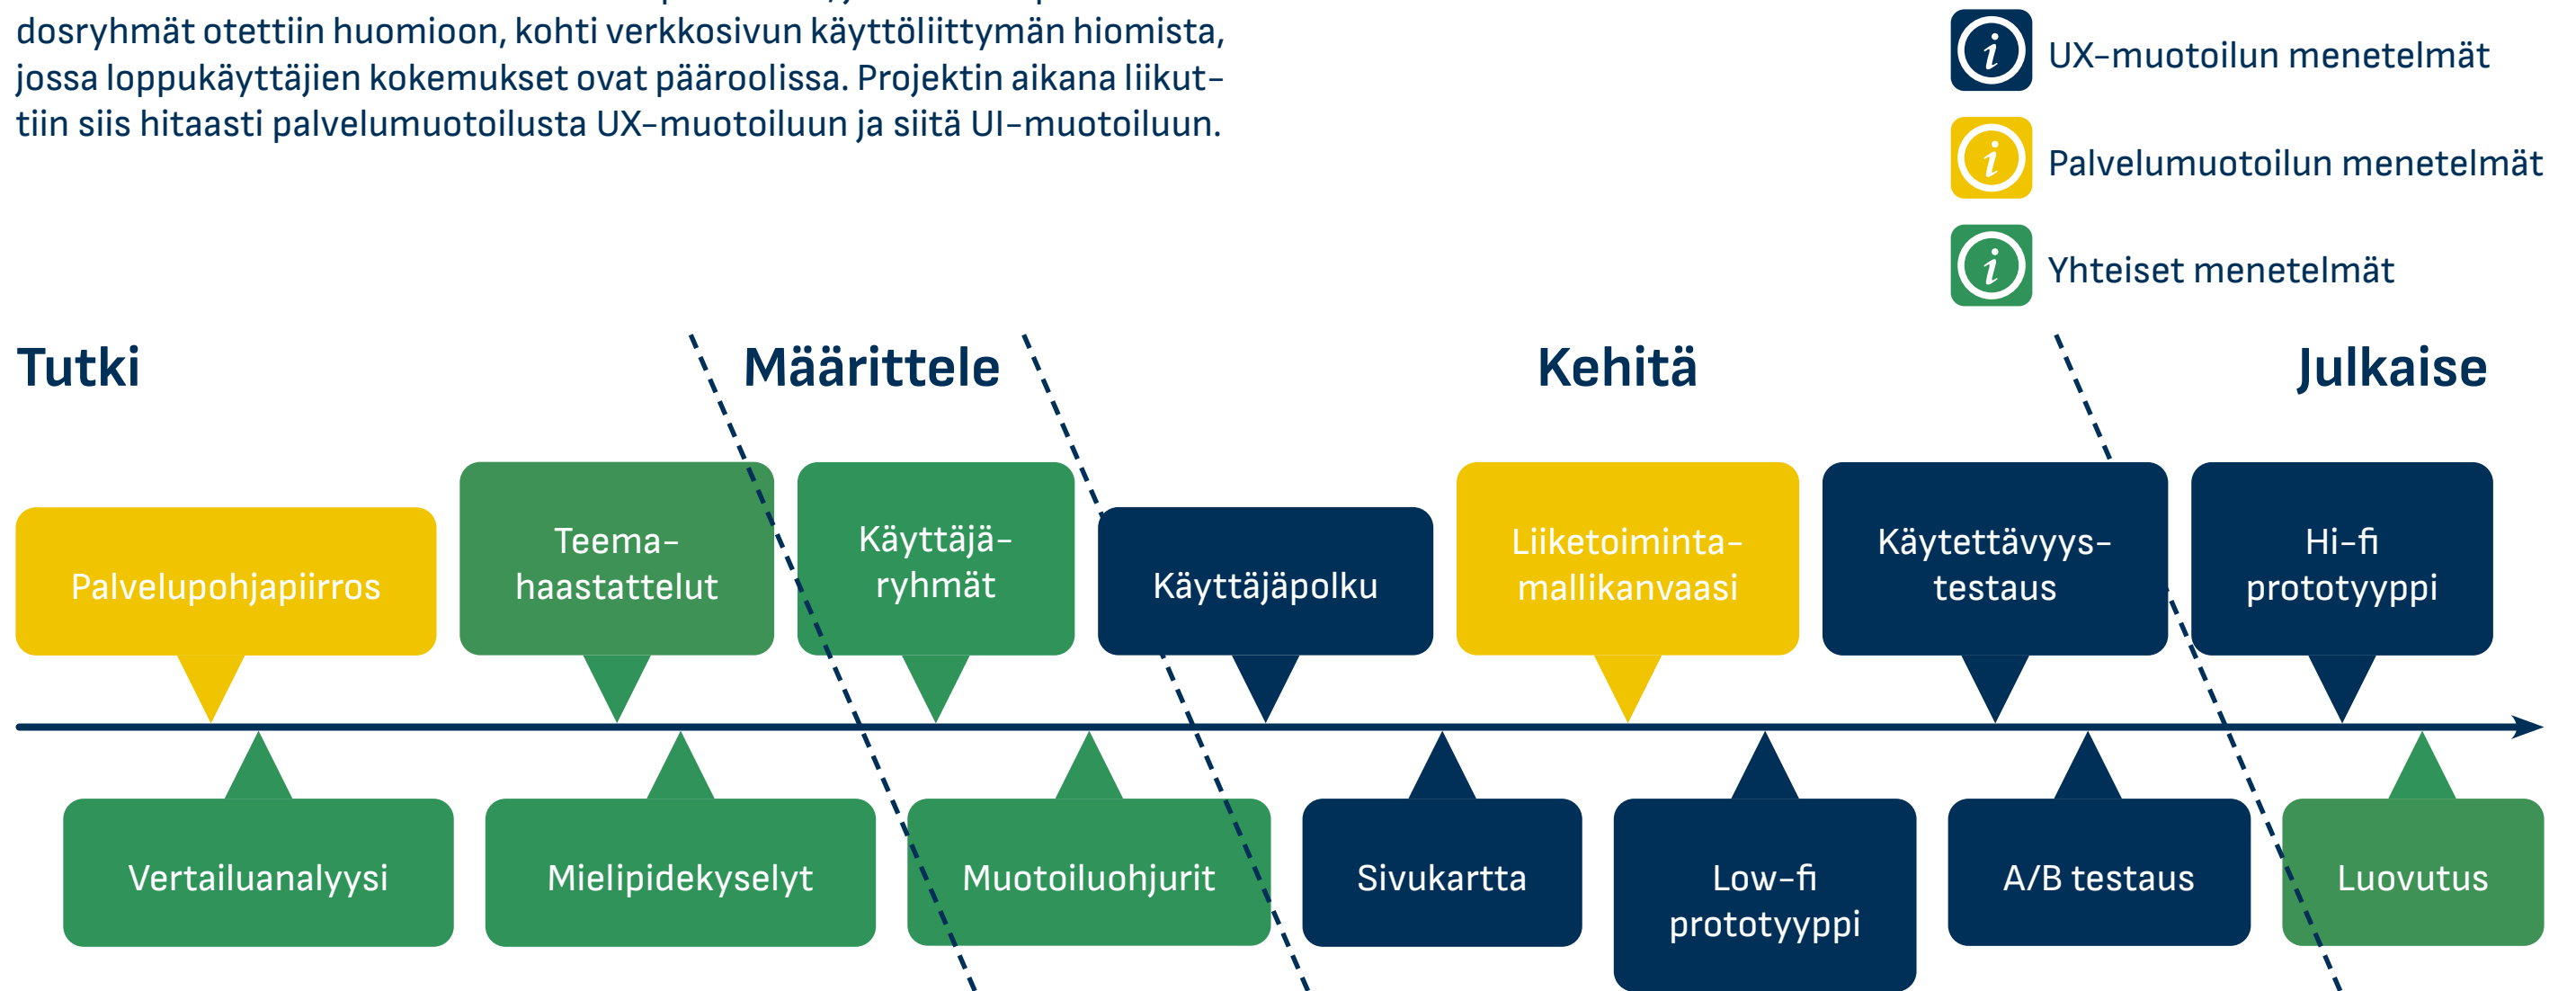 dosryhmät otettiin huomioon, kohti verkkosivun käyttöliittymän hiomista,
jossa loppukäyttäjien kokemukset ovat pääroolissa. Projektin aikana liikut-
tiin siis hitaasti palvelumuotoilusta UX-muotoiluun ja siitä UI-muotoiluun.
UX-muotoilun menetelmät
Palvelumuotoilun menetelmät
Yhteiset menetelmät
Tutki
Määrittele
Kehitä
Julkaise
Palvelupohjapiirros
Teema-
haastattelut
Käyttäjä-
ryhmät
Käyttäjäpolku
Liiketoiminta-
mallikanvaasi
Käytettävyys-
testaus
Hi-fi
prototyyppi
Vertailuanalyysi
Mielipidekyselyt
Muotoiluohjurit
Sivukartta
Low-fi
prototyyppi
A/B testaus
Luovutus